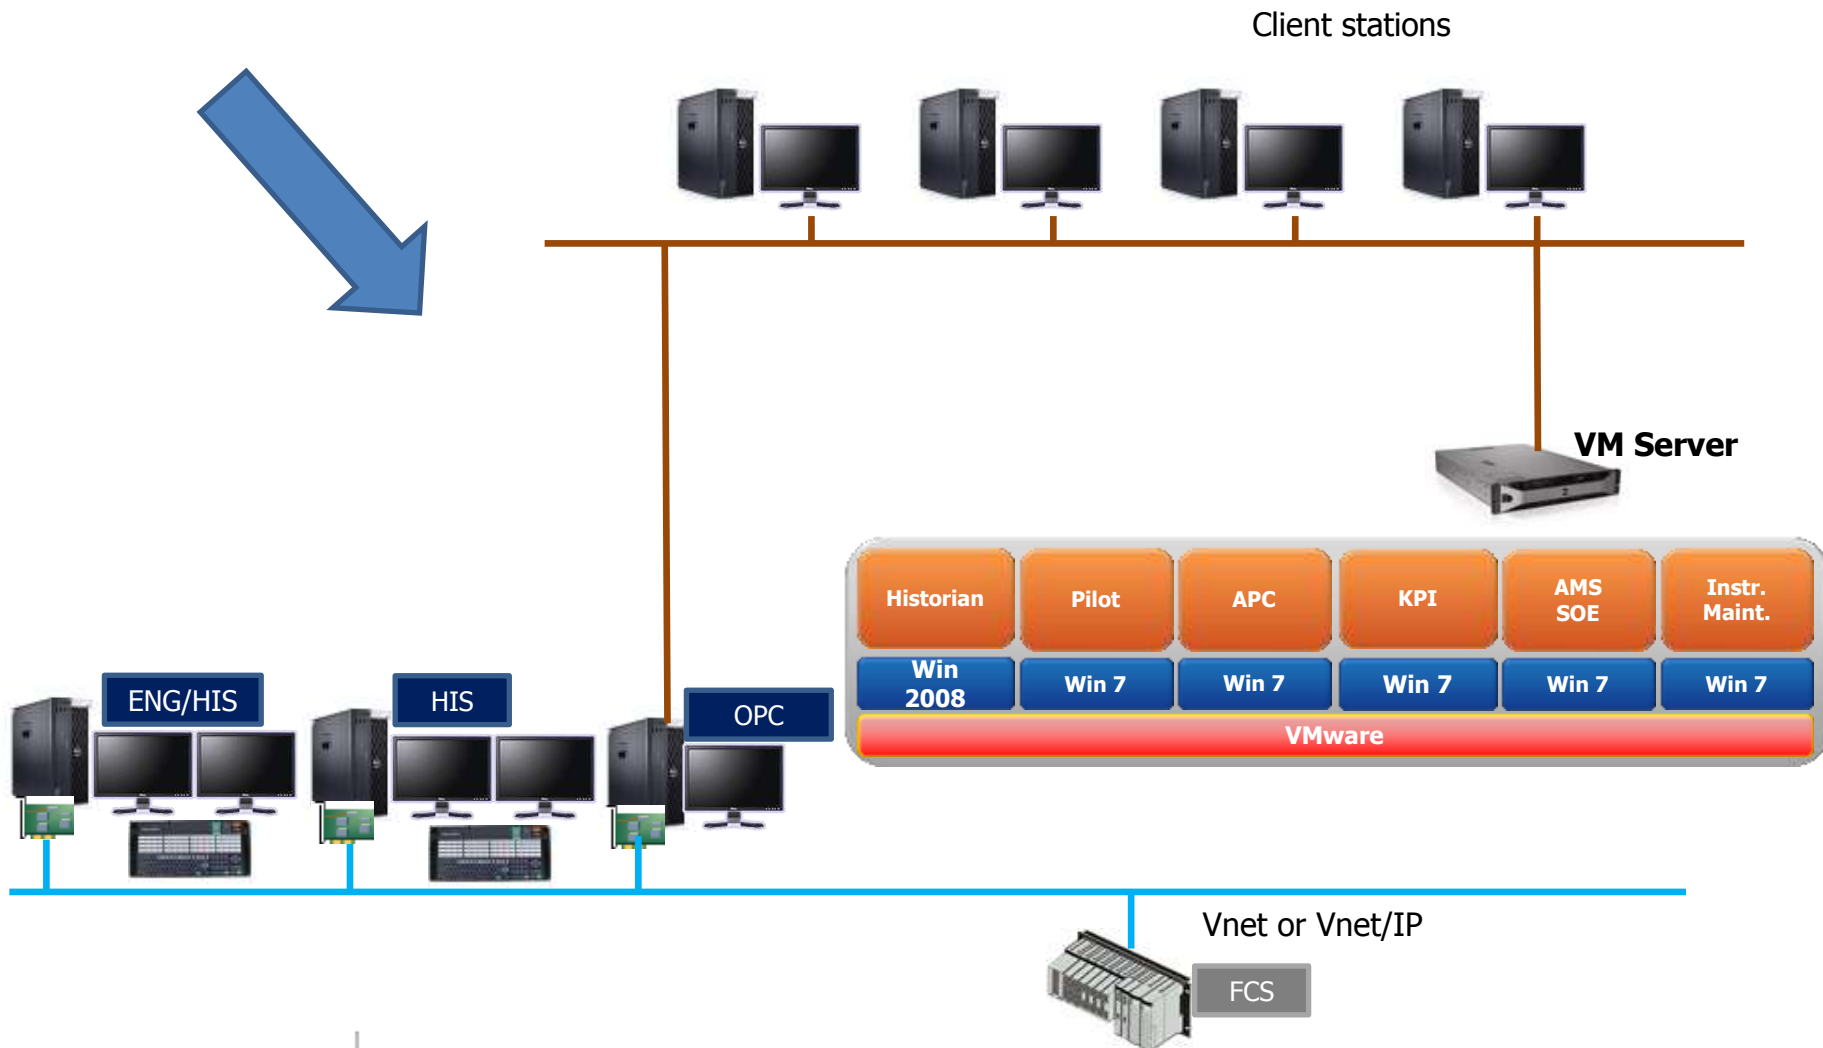 Client stations
VM Server
Historian
Pilot
APC
KPI
AMS
SOE
Instr.
Maint.
Win
2008
Win 7
Win 7
Win 7
Win 7
Win 7
VMware
ENG/HIS
HIS
OPC
Vnet or Vnet/IP
FCS